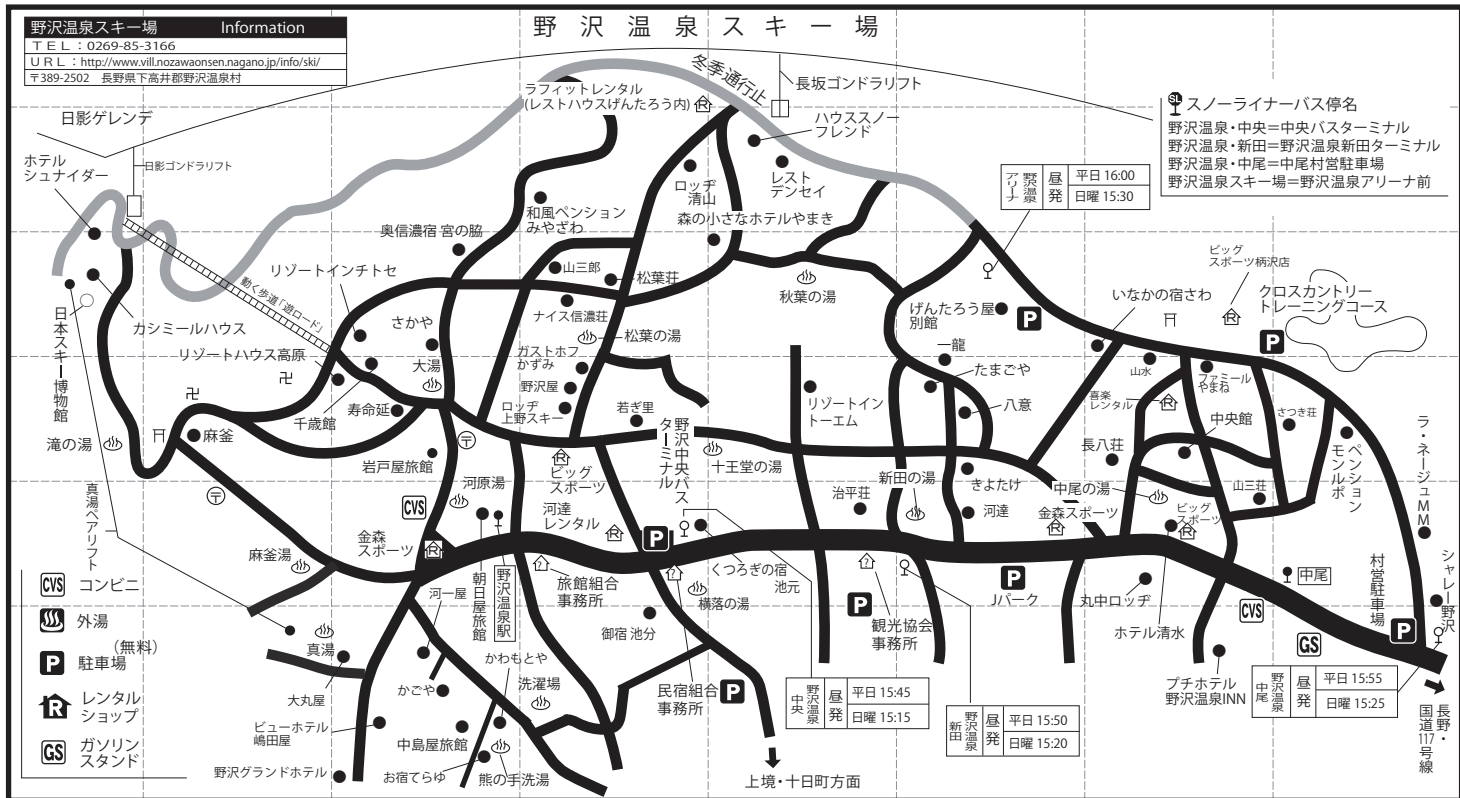 野沢温泉スキー場
野沢温泉スキー場 Information
TEL:0269-85-3166
URL:http://www.vill.nozawaonsen.nagano.jp/info/ski/
〒389-2502 長野県下高井郡野沢温泉村
SL スノーライナーバス停名
野沢温泉・中央=中央バスターミナル
野沢温泉・新田=野沢温泉新田ターミナル
野沢温泉・中尾=中尾村営駐車場
野沢温泉スキー場=野沢温泉アリーナ前
冬季通行止
長坂ゴンドラリフト
ラフィットレンタル
(レストハウスげんたろう内)
R
ハウススノー
フレンド
レスト
デンセイ
ロッヂ
清山
森の小さなホテルやまき
日影ゲレンデ
ホテル
シュナイダー
日影ゴンドラリフト
和風ペンション
みやざわ
奥信濃宿 宮の脇
リゾートインチトセ
動く歩道「遊ロード」
山三郎
松葉荘
ナイス信濃荘
松葉の湯
秋葉の湯
野沢温泉
アリーナ
昼発
平日 16:00
日曜 15:30
ビッグ
スポーツ柄沢店
R
クロスカントリー
トレーニングコース
いなかの宿さわ
げんたろう屋
別館
P
P
日本スキー博物館
カシミールハウス
リゾートハウス高原
さかや
大湯
ガストホフ
かずみ
野沢屋
ロッヂ
上野スキー
若ぎ里
一龍
たまごや
八意
リゾートイン
トーエム
山水
ファミール
やまね
喜楽
レンタル
R
中央館
さつき荘
ペンション
モンルポ
ラ・ネージュMM
滝の湯
麻釜
千歳館
寿命延
〒
岩戸屋旅館
ビッグ
スポーツ
R
野沢中央バス
ターミナル
十王堂の湯
長八荘
山三荘
真湯ペアリフト
〒
CVS
河原湯
河達
レンタル
R
治平荘
新田の湯
きよたけ
河達
中尾の湯
金森スポーツ
R
ビッグ
スポーツ
R
麻釜湯
金森
スポーツ
R
朝日屋旅館
野沢温泉駅
?
旅館組合
事務所
P
?
くつろぎの宿
池元
横落の湯
?
観光協会
事務所
P
Jパーク
P
丸中ロッヂ
ホテル清水
中尾
CVS
GS
村営駐車場
P
シャレー野沢
CVS コンビニ
外湯
(無料)
P 駐車場
R レンタル
ショップ
GS ガソリン
スタンド
真湯
大丸屋
河一屋
かわもとや
洗濯場
御宿 池分
民宿組合
事務所
P
かごや
ビューホテル
嶋田屋
中島屋旅館
野沢グランドホテル
お宿てらゆ
熊の手洗湯
上境・十日町方面
野沢温泉
中央
昼発
平日 15:45
日曜 15:15
野沢温泉
新田
昼発
平日 15:50
日曜 15:20
プチホテル
野沢温泉INN
野沢温泉
中尾
昼発
平日 15:55
日曜 15:25
長野・
国道117号線